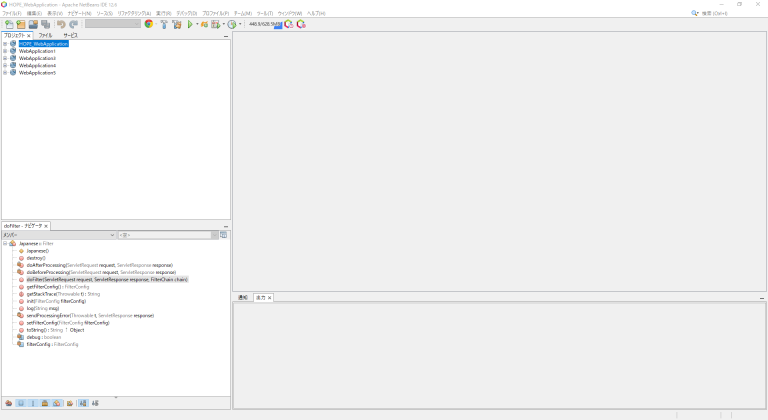 HOPE_WebApplication - Apache NetBeans IDE 12.6
ファイル(F) 編集(E) 表示(V) ナビゲート(N) ソース(S) リファクタリング(A) 実行(R) デバッグ(D) プロファイル(P) チーム(M) ツール(T) ウィンドウ(W) ヘルプ(H) 検索 (Ctrl+I)
プロジェクト ファイル サービス
HOPE_WebApplication
WebApplication1
WebApplication3
WebApplication4
WebApplication5
doFilter - ナビゲータ
メンバー <空>
Japanese :: Filter
Japanese()
destroy()
doAfterProcessing(ServletRequest request, ServletResponse response)
doBeforeProcessing(ServletRequest request, ServletResponse response)
doFilter(ServletRequest request, ServletResponse response, FilterChain chain)
getFilterConfig() : FilterConfig
getStackTrace(Throwable t) : String
init(FilterConfig filterConfig)
log(String msg)
sendProcessingError(Throwable t, ServletResponse response)
setFilterConfig(FilterConfig filterConfig)
toString() : String ↑ Object
debug : boolean
filterConfig : FilterConfig
通知 出力